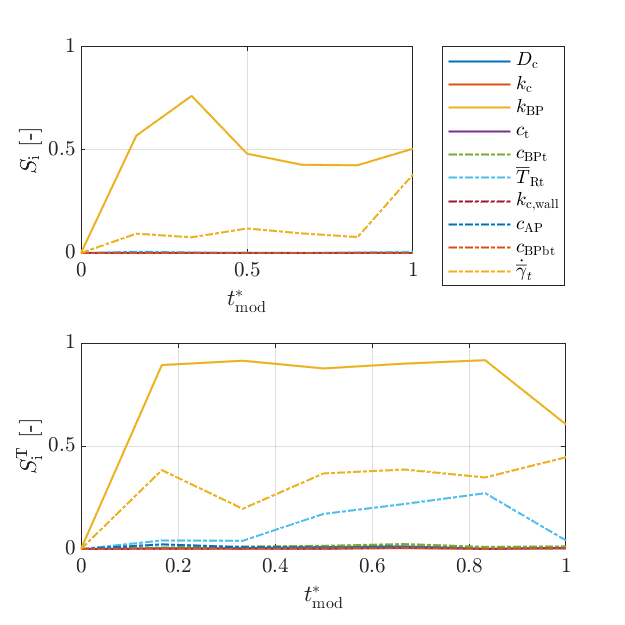 1
0.5
0
S_i [-]
0 0.5 1
t*_mod
D_c
k_c
k_BP
c_t
c_BPt
T̅_Rt
k_c,wall
c_AP
c_BPbt
γ̇̅_t
1
0.5
0
S_i^T [-]
0 0.2 0.4 0.6 0.8 1
t*_mod